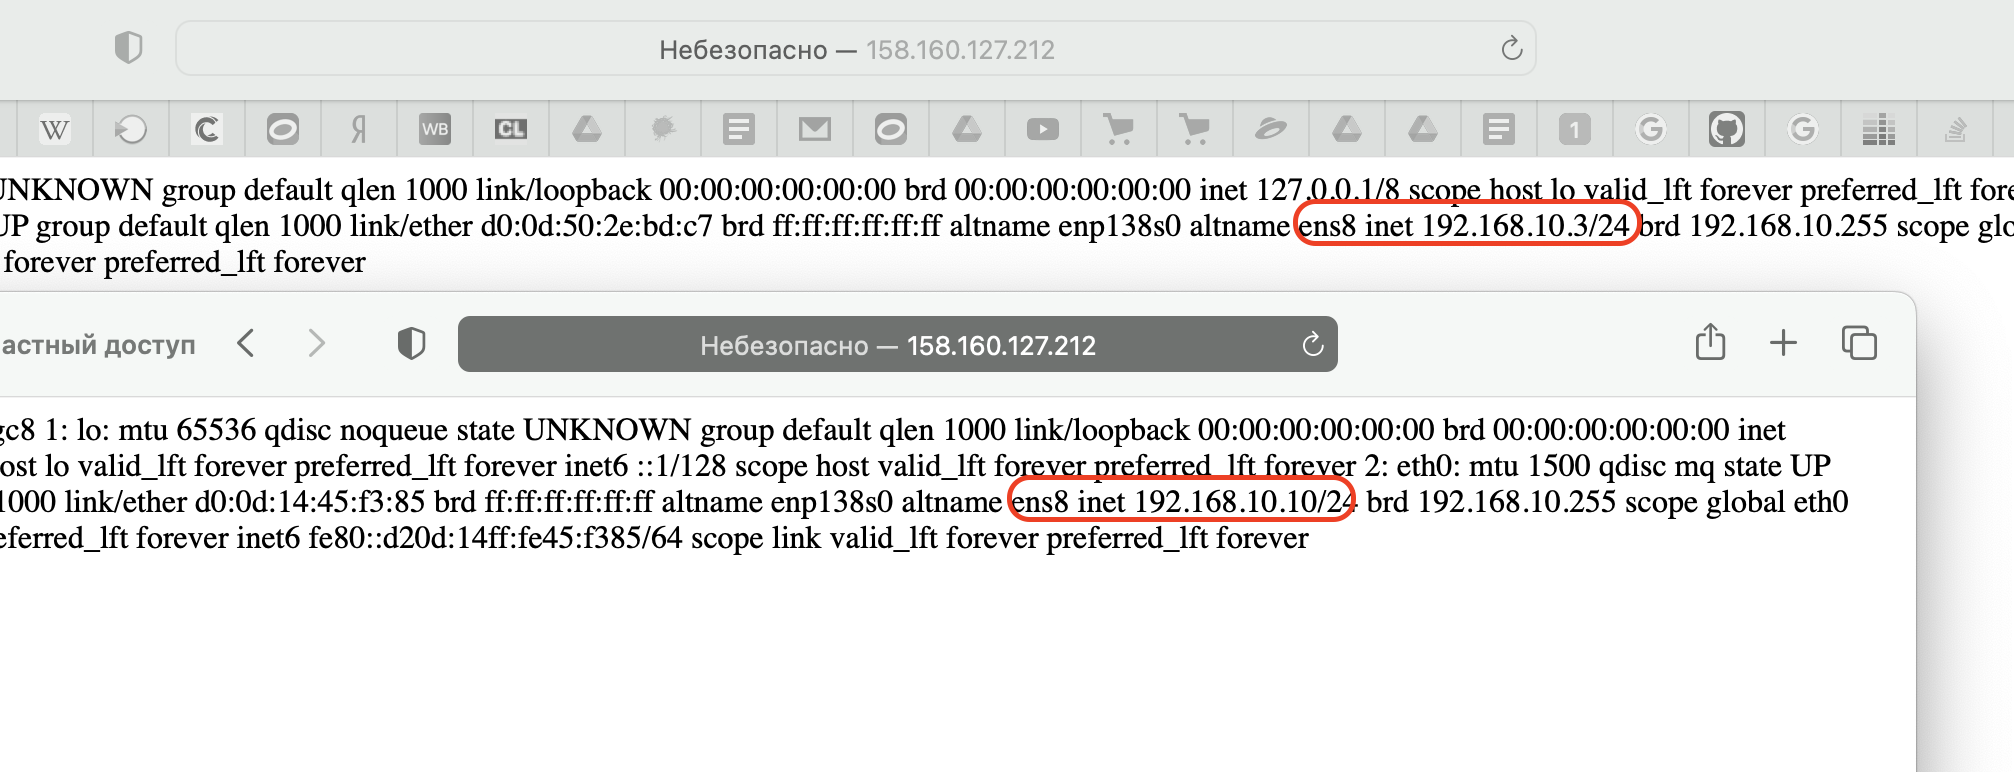 Небезопасно — 158.160.127.212
W Я WB CL 1 G G
UNKNOWN group default qlen 1000 link/loopback 00:00:00:00:00:00 brd 00:00:00:00:00:00 inet 127.0.0.1/8 scope host lo valid_lft forever preferred_lft fore
UP group default qlen 1000 link/ether d0:0d:50:2e:bd:c7 brd ff:ff:ff:ff:ff:ff altname enp138s0 altname ens8 inet 192.168.10.3/24 brd 192.168.10.255 scope glo
forever preferred_lft forever
астный доступ
Небезопасно — 158.160.127.212
gc8 1: lo: mtu 65536 qdisc noqueue state UNKNOWN group default qlen 1000 link/loopback 00:00:00:00:00:00 brd 00:00:00:00:00:00 inet
ost lo valid_lft forever preferred_lft forever inet6 ::1/128 scope host valid_lft forever preferred_lft forever 2: eth0: mtu 1500 qdisc mq state UP
1000 link/ether d0:0d:14:45:f3:85 brd ff:ff:ff:ff:ff:ff altname enp138s0 altname ens8 inet 192.168.10.10/24 brd 192.168.10.255 scope global eth0
eferred_lft forever inet6 fe80::d20d:14ff:fe45:f385/64 scope link valid_lft forever preferred_lft forever